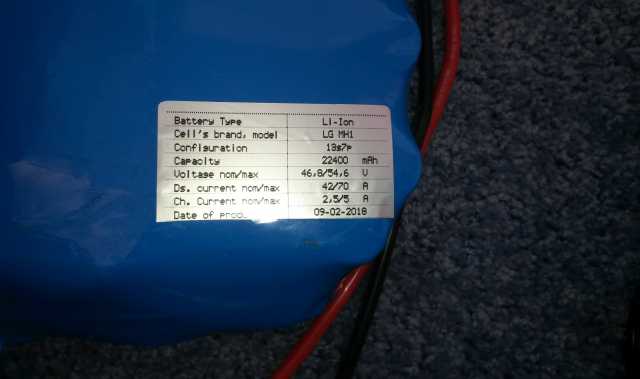 Battery Type Li-Ion
Cell's brand, model LG MH1
Configuration 13s7p
Capacity 22400 mAh
Voltage nom/max 46,8/54,6 V
Ds. current nom/max 42/70 A
Ch. Current nom/max 2,5/5 A
Date of prod. 09-02-2018